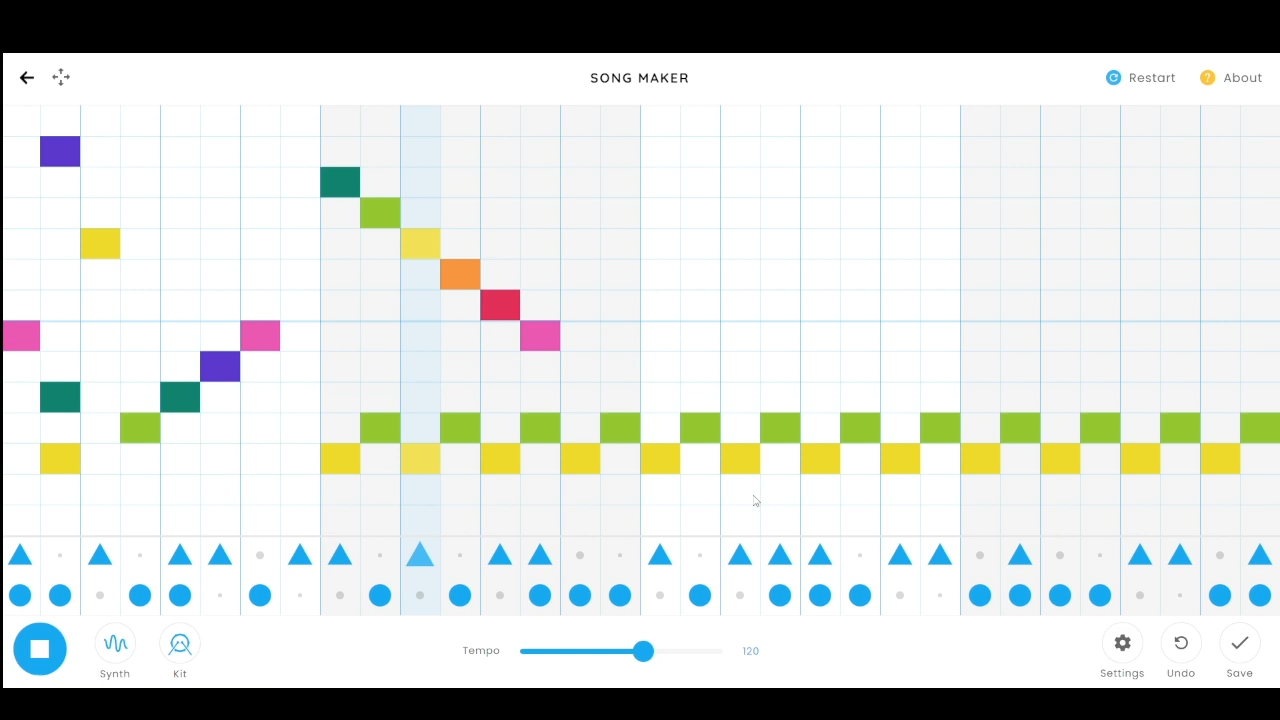 SONG MAKER
Restart
? About
Tempo
120
Synth
Kit
Settings
Undo
Save